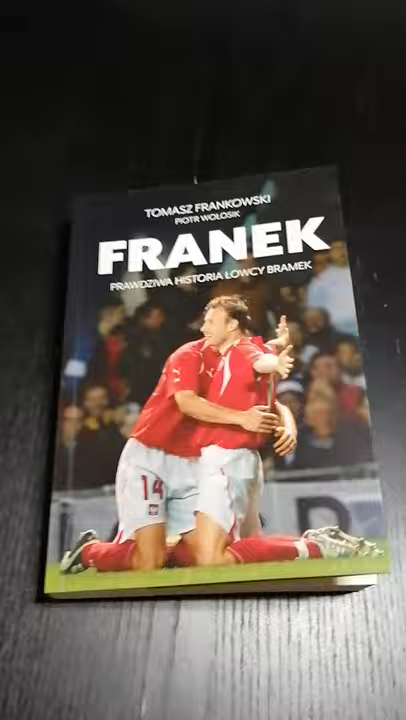 TOMASZ FRANKOWSKI
PIOTR WOŁOSIK
FRANEK
PRAWDZIWA HISTORIA ŁOWCY BRAMEK
14